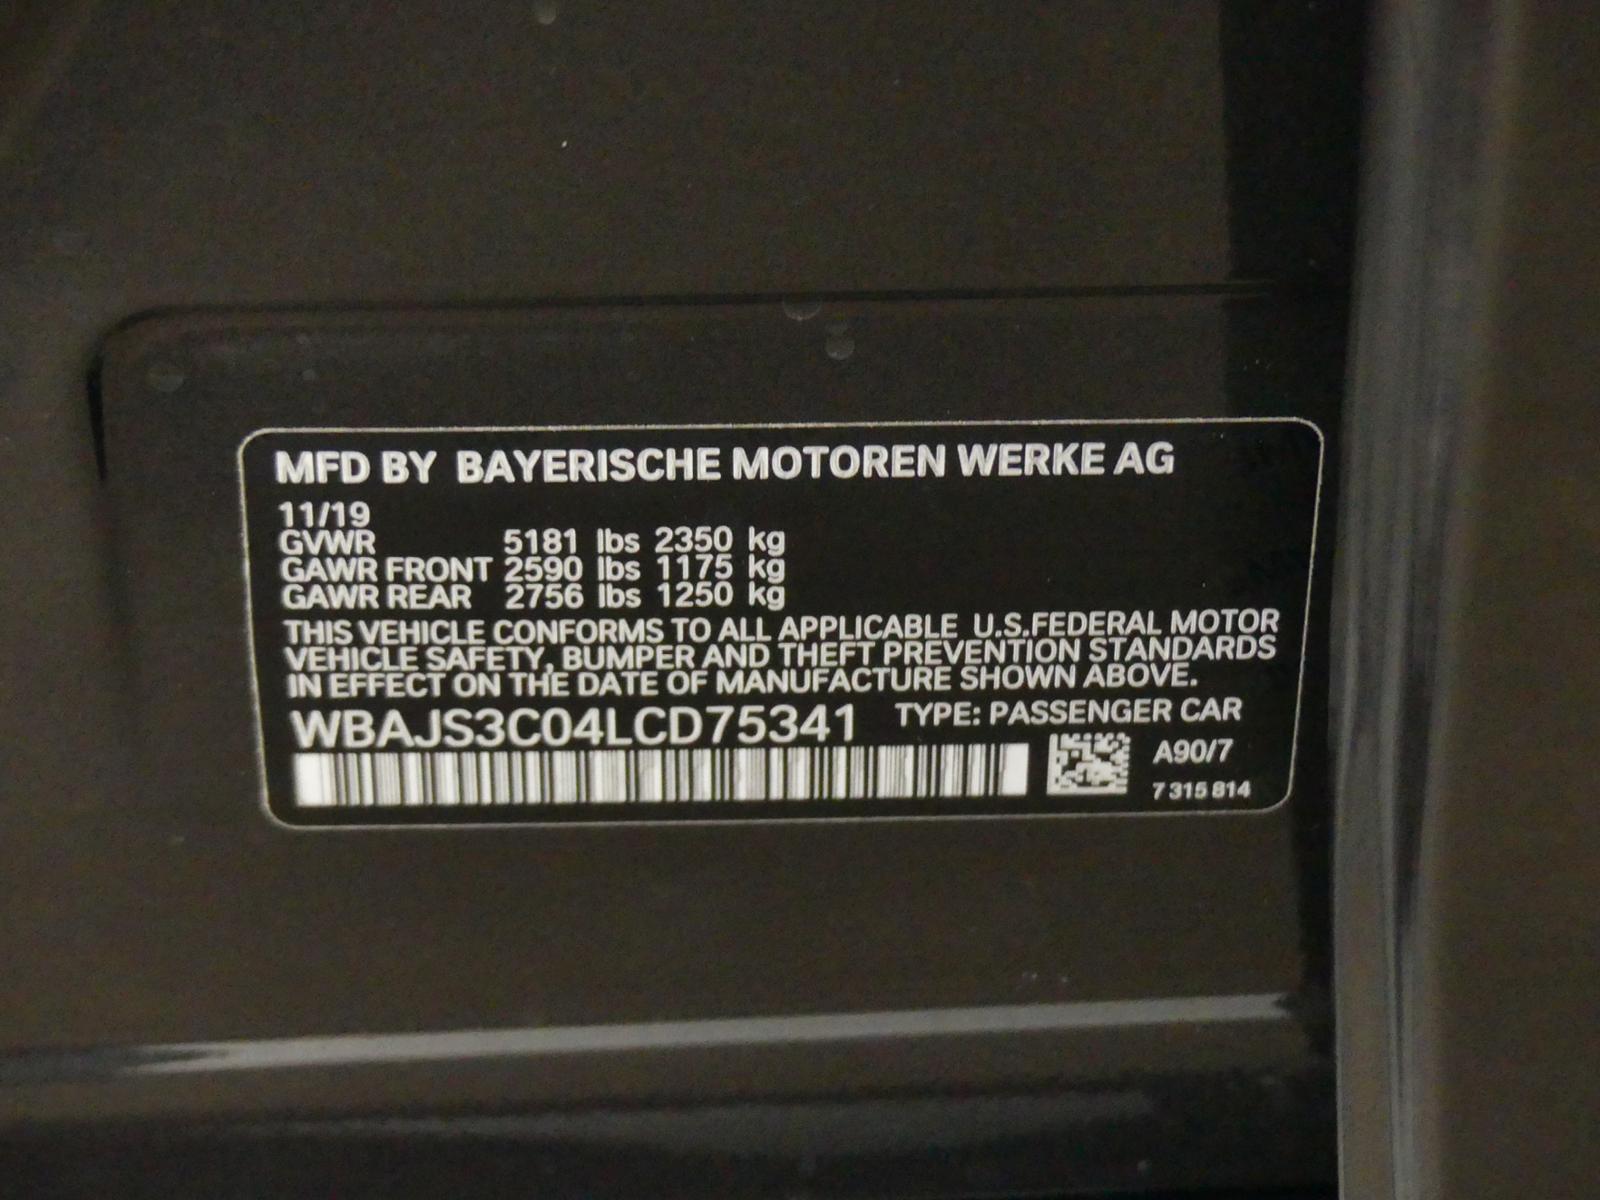 MFD BY BAYERISCHE MOTOREN WERKE AG
11/19
GVWR 5181 lbs 2350 kg
GAWR FRONT 2590 lbs 1175 kg
GAWR REAR 2756 lbs 1250 kg
THIS VEHICLE CONFORMS TO ALL APPLICABLE U.S.FEDERAL MOTOR
VEHICLE SAFETY, BUMPER AND THEFT PREVENTION STANDARDS
IN EFFECT ON THE DATE OF MANUFACTURE SHOWN ABOVE.
WBAJS3C04LCD75341 TYPE: PASSENGER CAR
A90/7
7 315 814